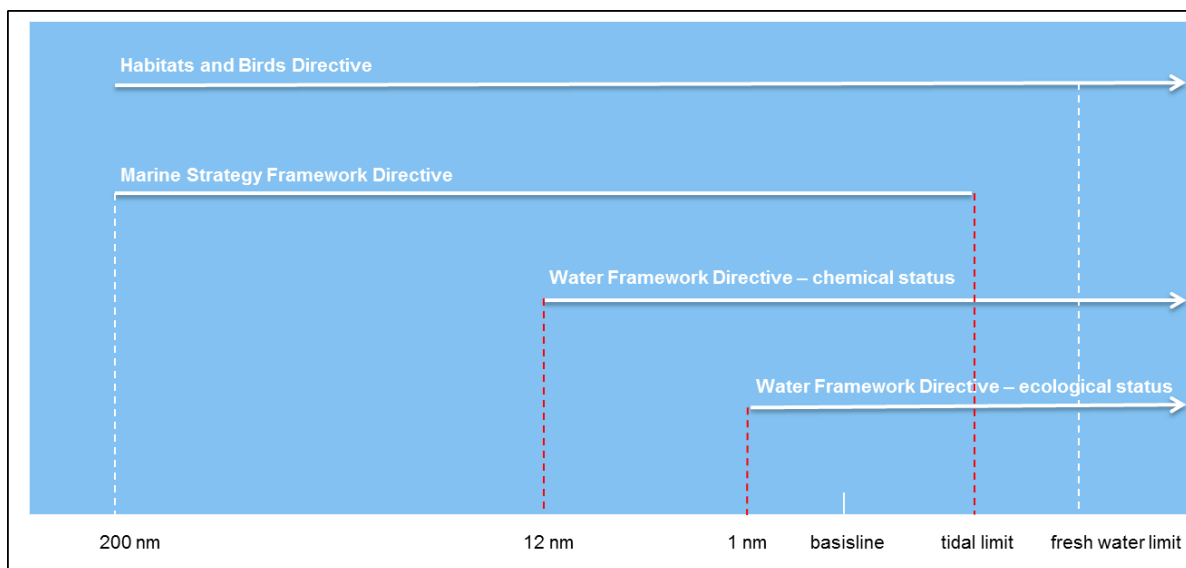 Habitats and Birds Directive
Marine Strategy Framework Directive
Water Framework Directive – chemical status
Water Framework Directive – ecological status
200 nm
12 nm
1 nm
basisline
tidal limit
fresh water limit